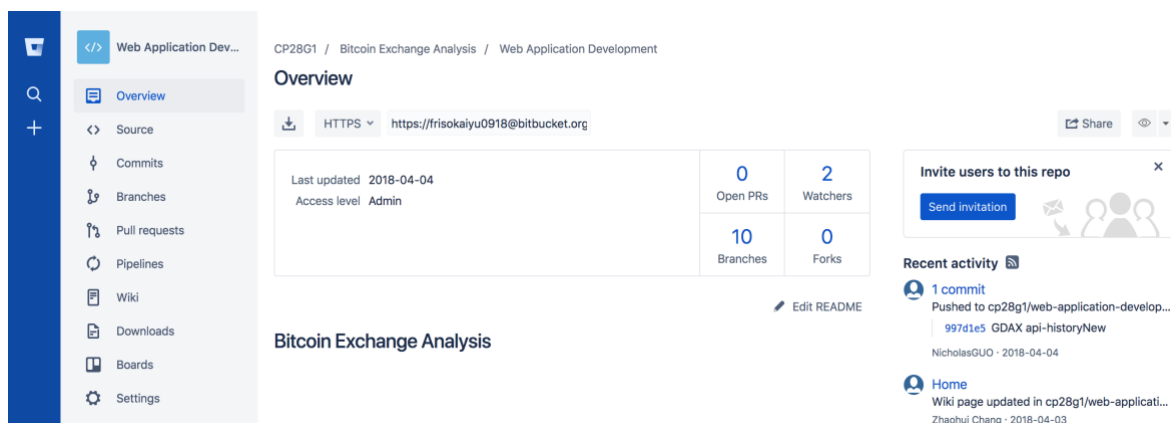 </> Web Application Dev...
Overview
Source
Commits
Branches
Pull requests
Pipelines
Wiki
Downloads
Boards
Settings
CP28G1 / Bitcoin Exchange Analysis / Web Application Development
Overview
HTTPS https://frisokaiyu0918@bitbucket.org
Share
Last updated 2018-04-04
Access level Admin
0
Open PRs
2
Watchers
10
Branches
0
Forks
Edit README
Bitcoin Exchange Analysis
Invite users to this repo
Send invitation
Recent activity
1 commit
Pushed to cp28g1/web-application-develop...
997d1e5 GDAX api-historyNew
NicholasGUO · 2018-04-04
Home
Wiki page updated in cp28g1/web-applicati...
Zhaohui Chang · 2018-04-03